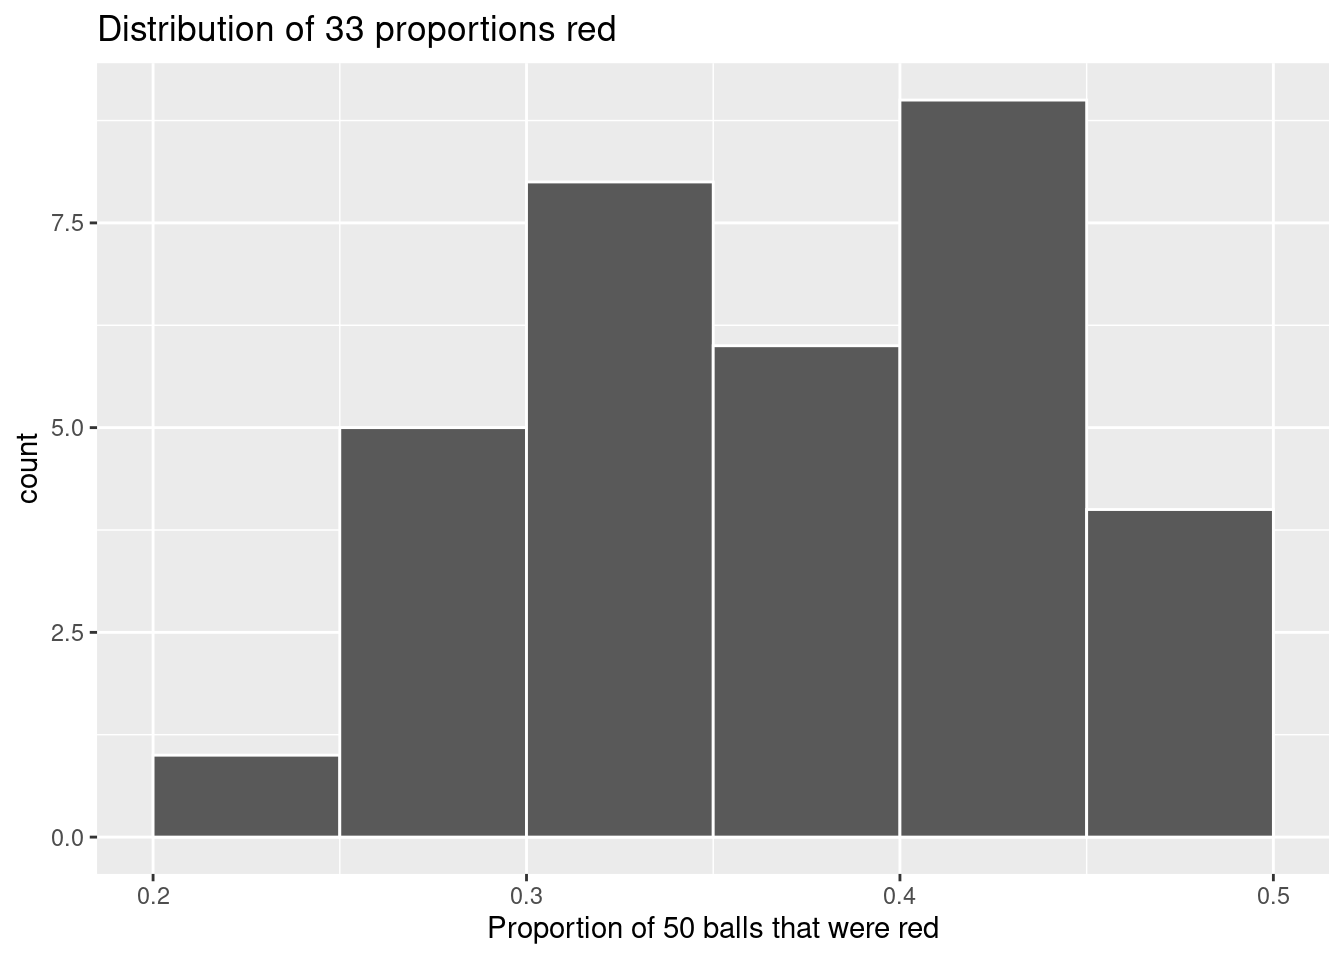 Distribution of 33 proportions red
count
7.5
5.0
2.5
0.0
0.2 0.3 0.4 0.5
Proportion of 50 balls that were red